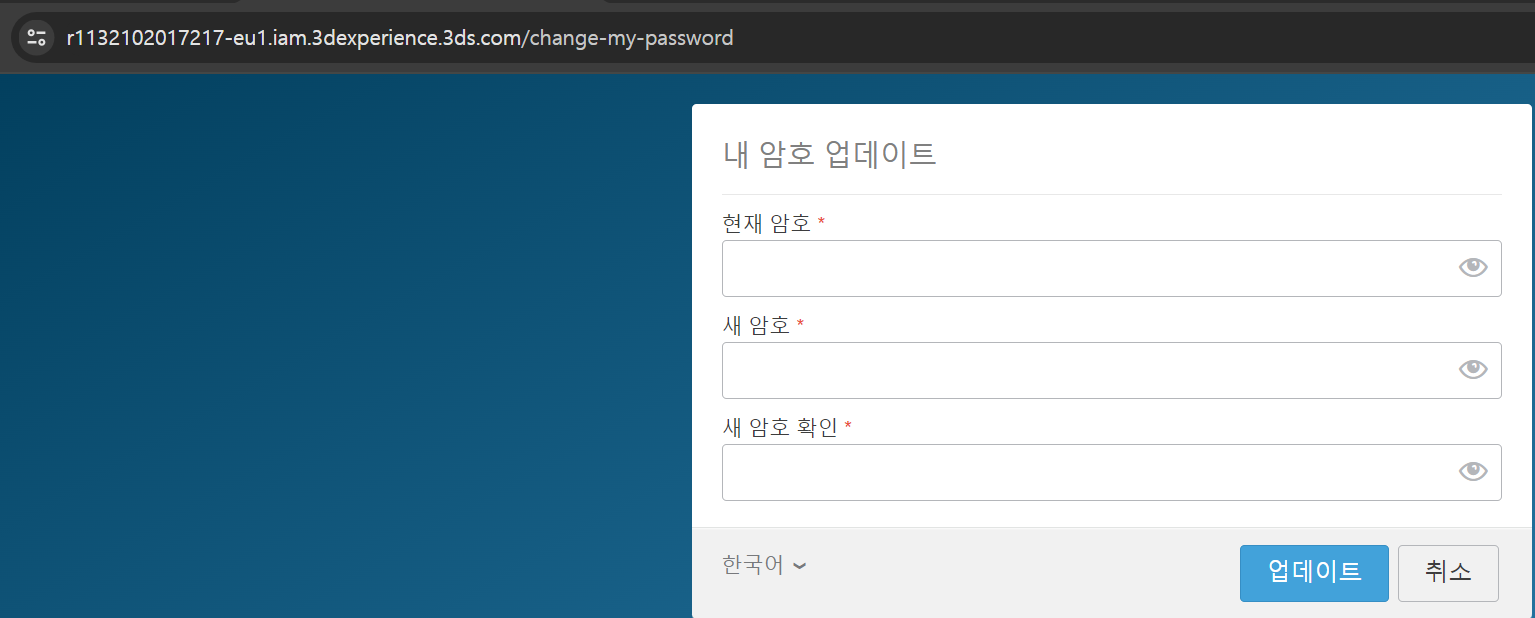 r1132102017217-eu1.iam.3dexperience.3ds.com/change-my-password
내 암호 업데이트
현재 암호 *
새 암호 *
새 암호 확인 *
한국어
업데이트 취소